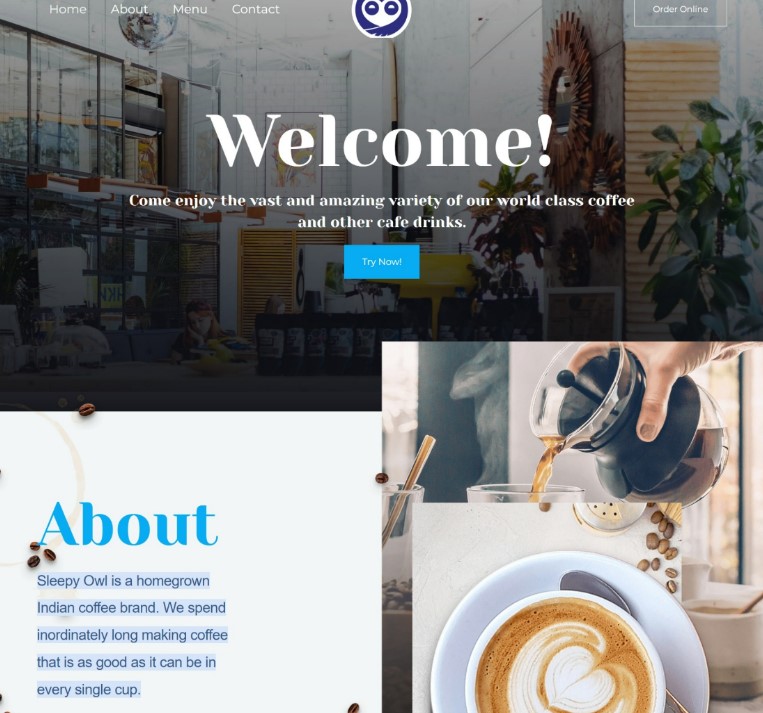 Home About Menu Contact Order Online
Welcome!
Come enjoy the vast and amazing variety of our world class coffee
and other cafe drinks.
Try Now!
About
Sleepy Owl is a homegrown
Indian coffee brand. We spend
inordinately long making coffee
that is as good as it can be in
every single cup.